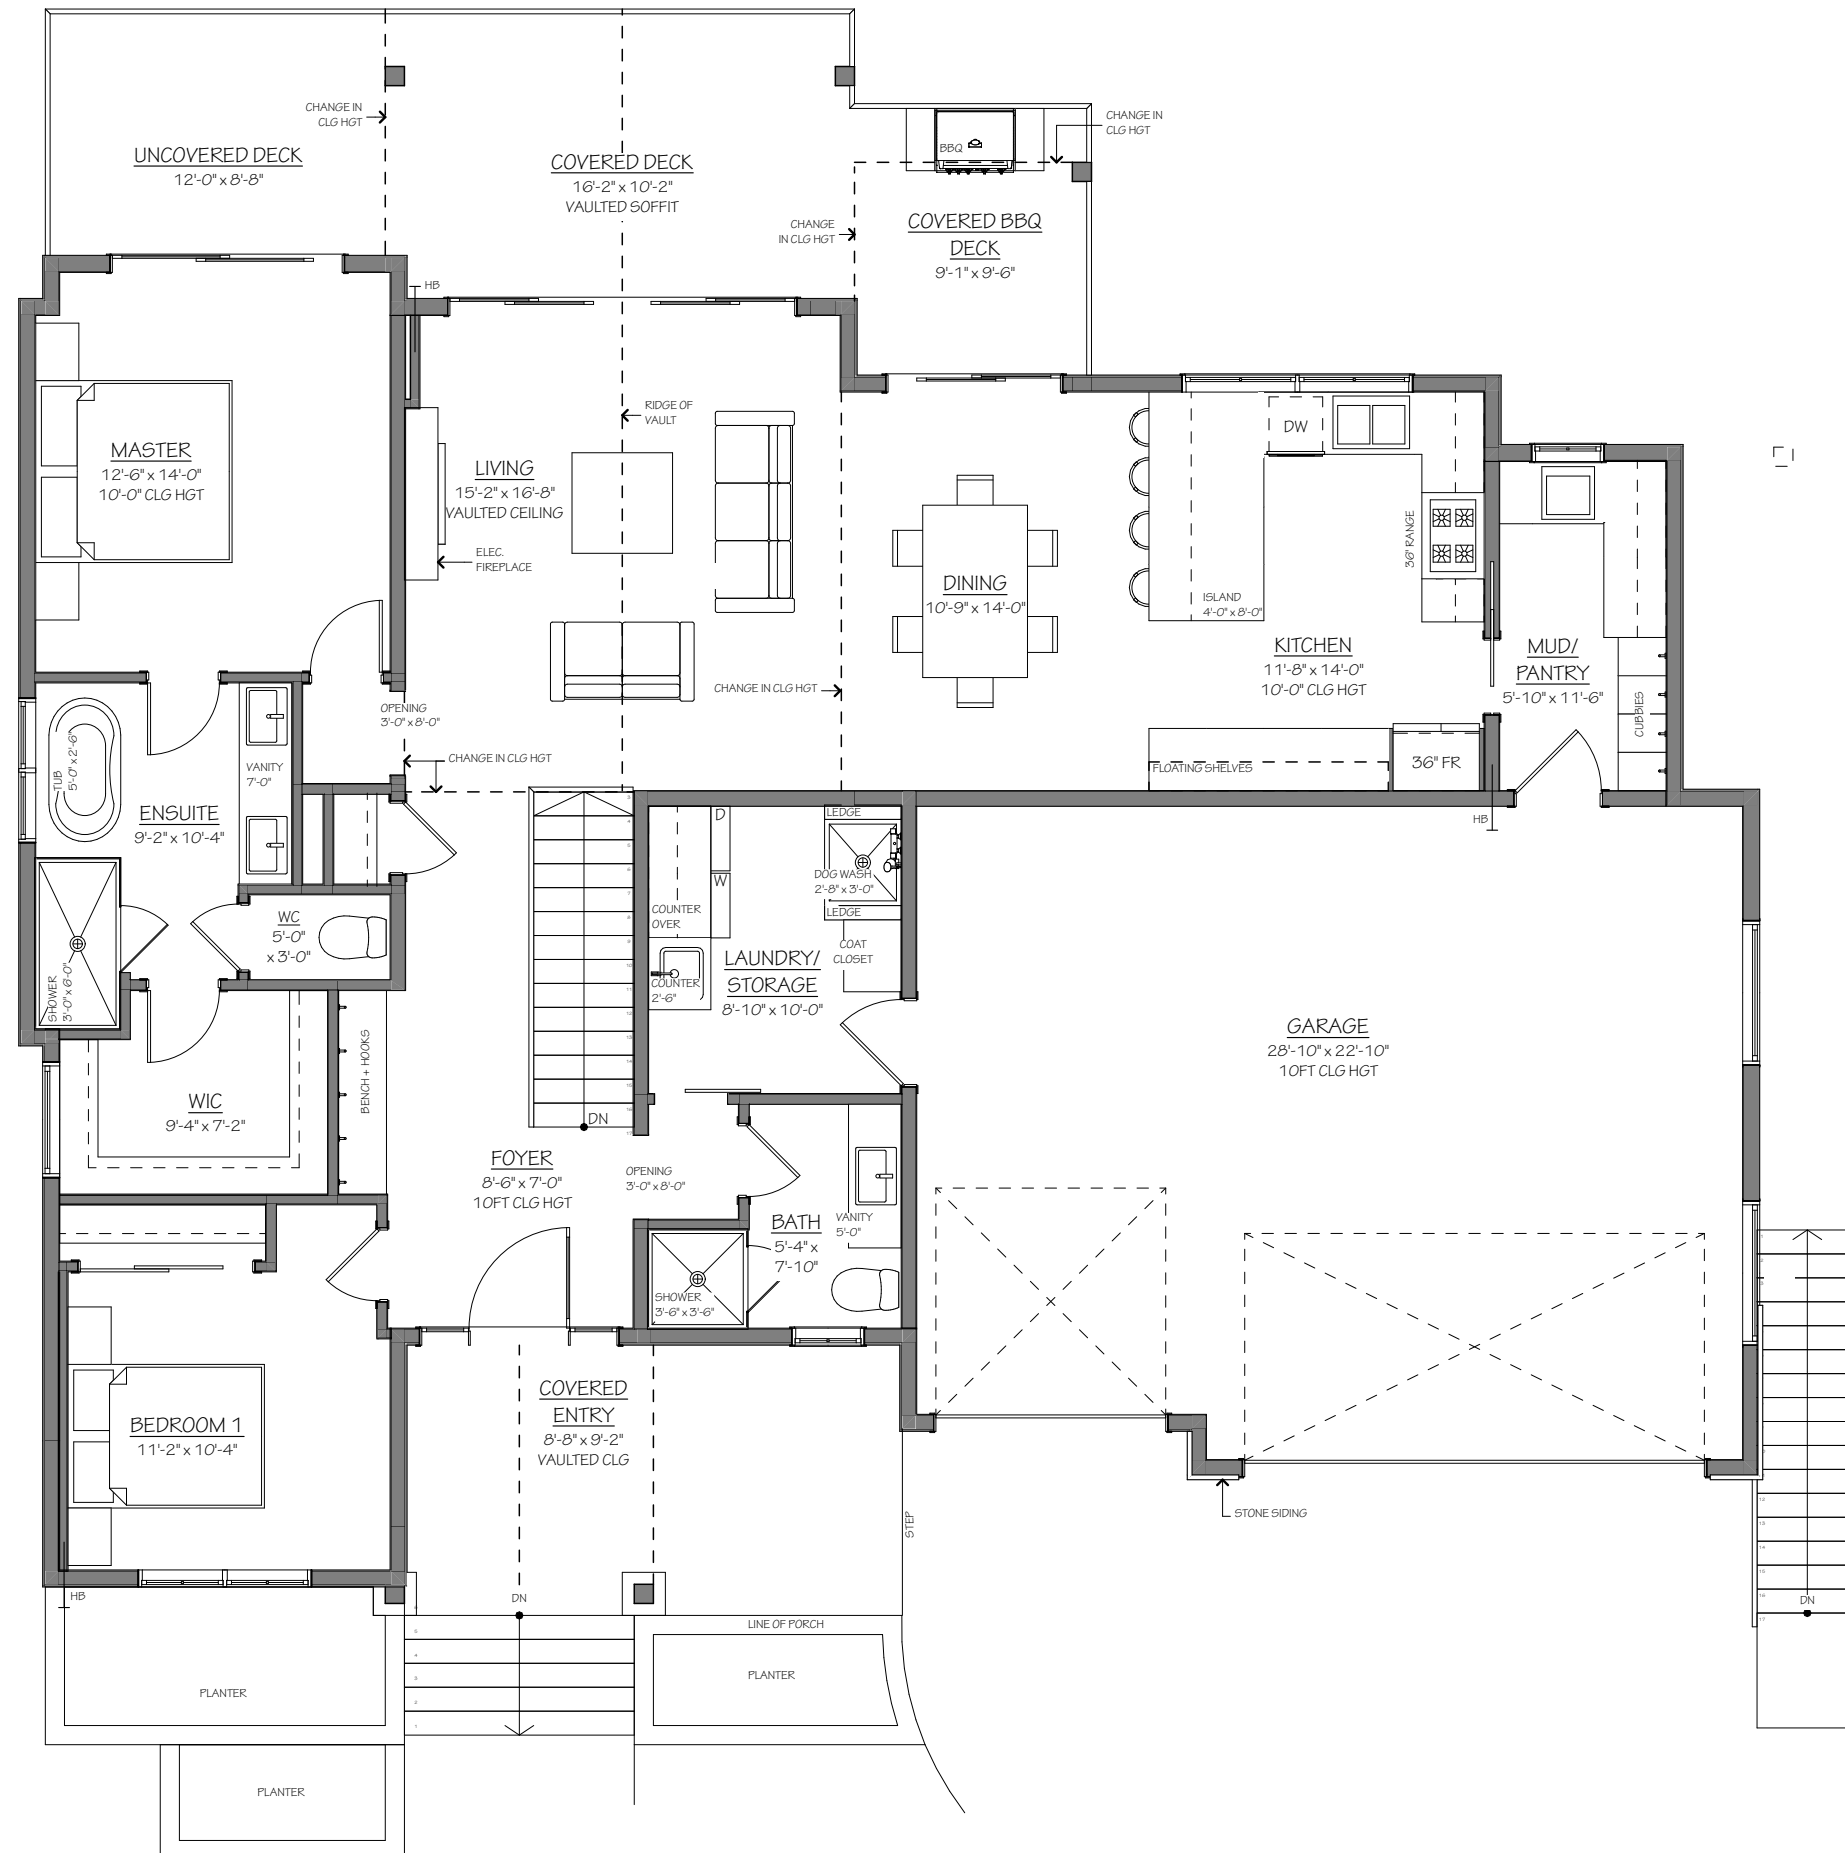 CHANGE IN
CLG HGT
UNCOVERED DECK
12'-0" x 8'-8"
COVERED DECK
16'-2" x 10'-2"
VAULTED SOFFIT
CHANGE IN
CLG HGT
BBQ
CHANGE
IN CLG HGT
COVERED BBQ
DECK
9'-1" x 9'-6"
HB
MASTER
12'-6" x 14'-0"
10'-0" CLG HGT
LIVING
15'-2" x 16'-8"
VAULTED CEILING
RIDGE OF
VAULT
ELEC.
FIREPLACE
DINING
10'-9" x 14'-0"
DW
36" RANGE
ISLAND
4'-0" x 8'-0"
KITCHEN
11'-8" x 14'-0"
10'-0" CLG HGT
MUD/
PANTRY
5'-10" x 11'-6"
CUBBIES
CHANGE IN CLG HGT
OPENING
3'-0" x 8'-0"
CHANGE IN CLG HGT
FLOATING SHELVES
36" FR
HB
TUB
5'-0" x 2'-6"
VANITY
7'-0"
ENSUITE
9'-2" x 10'-4"
SHOWER
3'-0" x 6'-0"
WC
5'-0"
x 3'-0"
D
W
COUNTER
OVER
COUNTER
2'-6"
LEDGE
DOG WASH
2'-8" x 3'-0"
LEDGE
COAT
CLOSET
LAUNDRY/
STORAGE
8'-10" x 10'-0"
GARAGE
28'-10" x 22'-10"
10FT CLG HGT
WIC
9'-4" x 7'-2"
BENCH + HOOKS
DN
FOYER
8'-6" x 7'-0"
10FT CLG HGT
OPENING
3'-0" x 8'-0"
BATH
5'-4" x
7'-10"
VANITY
5'-0"
SHOWER
3'-6" x 3'-6"
BEDROOM 1
11'-2" x 10'-4"
COVERED
ENTRY
8'-8" x 9'-2"
VAULTED CLG
STEP
STONE SIDING
HB
DN
DN
LINE OF PORCH
PLANTER
PLANTER
PLANTER